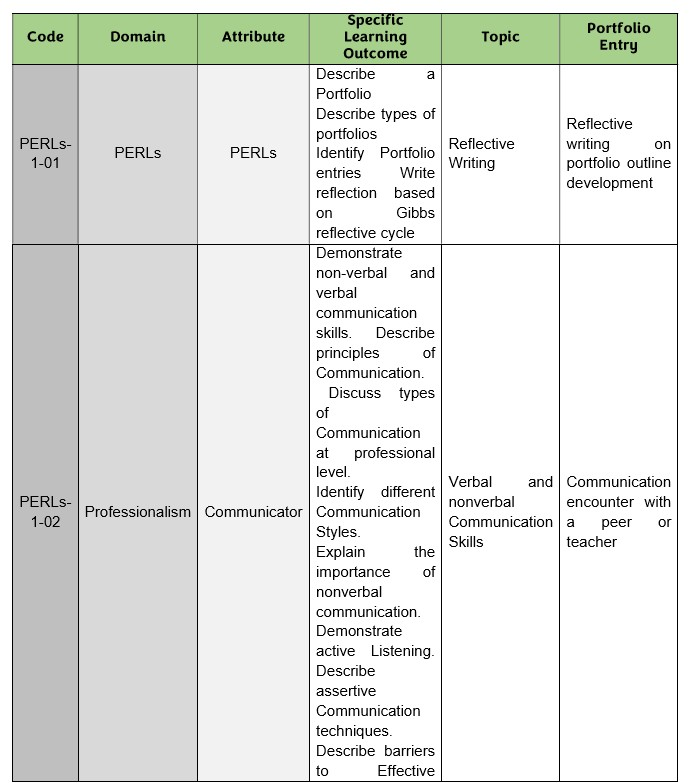 Code Domain Attribute Specific Learning Outcome Topic Portfolio Entry
PERLs-
1-01
PERLs
PERLs
Describe a
Portfolio
Describe types of
portfolios
Identify Portfolio
entries Write
reflection based
on Gibbs
reflective cycle
Reflective
Writing
Reflective
writing on
portfolio outline
development
PERLs-
1-02
Professionalism
Communicator
Demonstrate
non-verbal and
verbal
communication
skills. Describe
principles of
Communication.
Discuss types
of
Communication
at professional
level.
Identify different
Communication
Styles.
Explain the
importance of
nonverbal
communication.
Demonstrate
active Listening.
Describe
assertive
Communication
techniques.
Describe barriers
to Effective
Verbal and
nonverbal
Communication
Skills
Communication
encounter with
a peer or
teacher